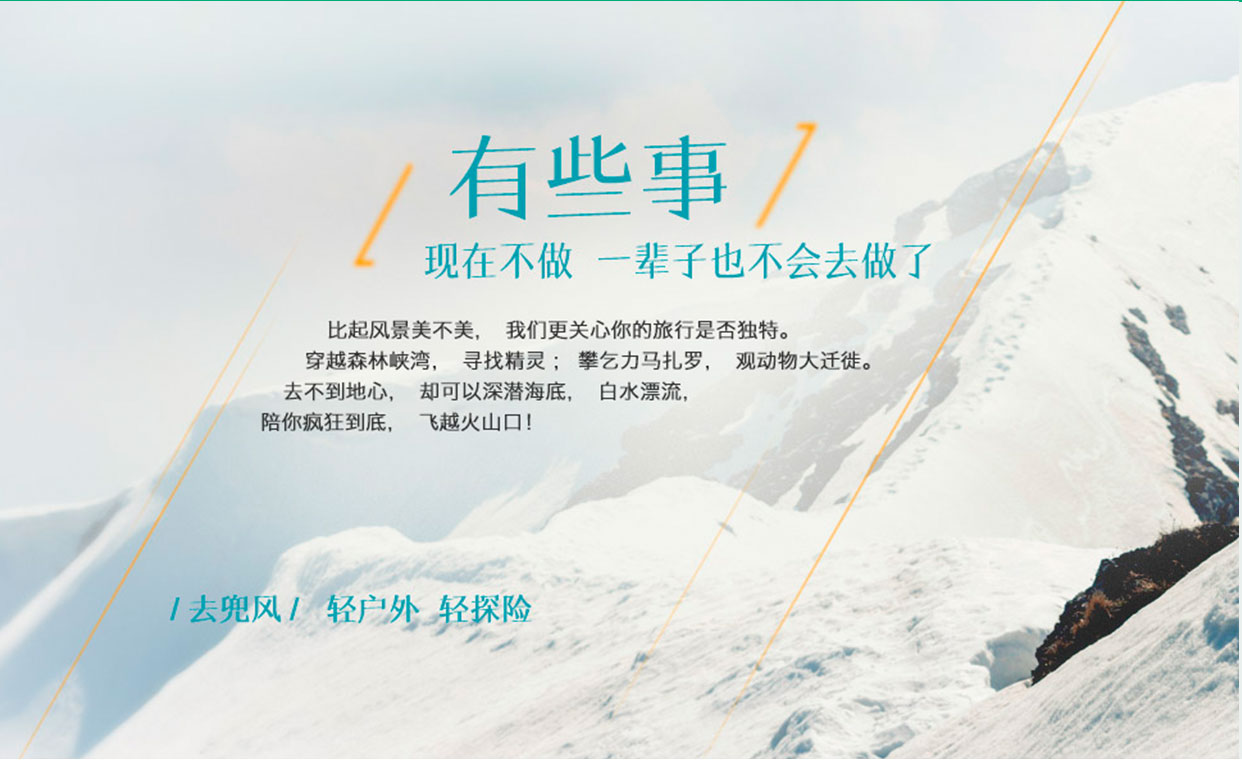 有些事
现在不做 一辈子也不会去做了
比起风景美不美， 我们更关心你的旅行是否独特。
穿越森林峡湾， 寻找精灵； 攀乞力马扎罗， 观动物大迁徙。
去不到地心， 却可以深潜海底， 白水漂流，
陪你疯狂到底， 飞越火山口！
/ 去兜风 / 轻户外 轻探险